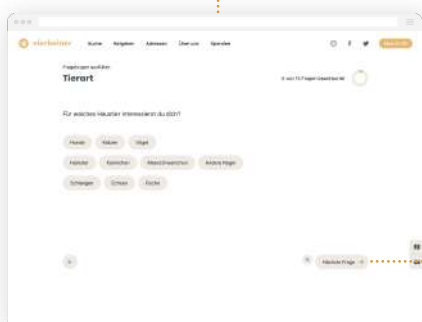 vierbeiner
Suche Ratgeber Adressen Über uns Spenden
Fragebogen ausfüllen
Tierart
Für welches Haustier interessierst du dich?
Hunde Katzen Vögel
Hamster Kaninchen Meerschweinchen Andere Nager
Schlangen Echsen Fische
Nächste Frage